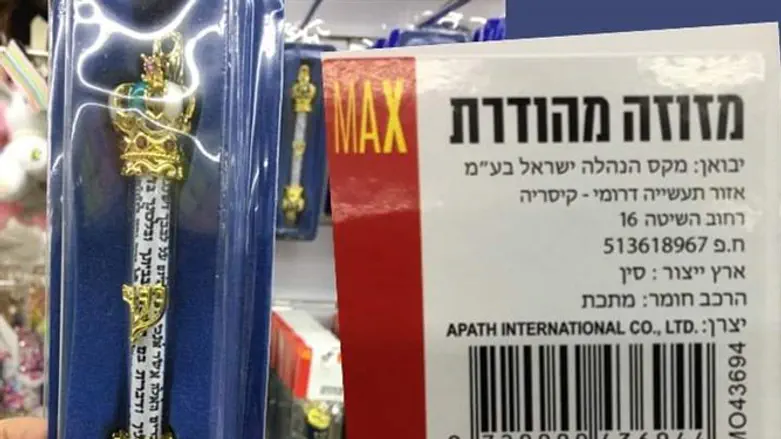 MAX
מזוזה מהודרת
יבואן: מקס הנהלה ישראל בע״מ
אזור תעשייה דרומי - קיסריה
רחוב השיטה 16
ח.פ 513618967
ארץ ייצור : סין
הרכב חומר: מתכת
יצרן: APATH INTERNATIONAL CO., LTD.
MO43694